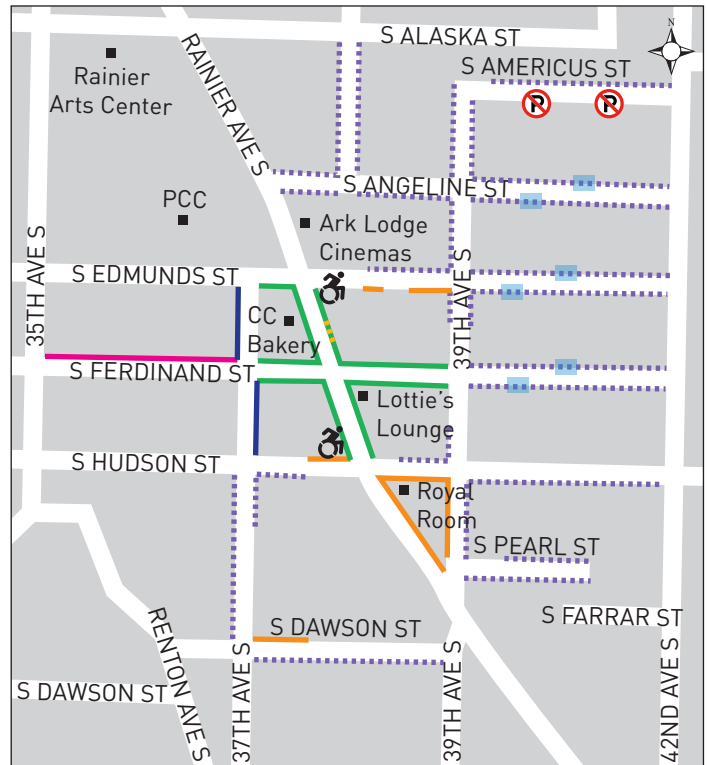 N
S ALASKA ST
S AMERICUS ST
P
P
Rainier
Arts Center
RAINIER AVE S
S ANGELINE ST
PCC
Ark Lodge
Cinemas
S EDMUNDS ST
35TH AVE S
39TH AVE S
CC
Bakery
S FERDINAND ST
Lottie's
Lounge
S HUDSON ST
Royal
Room
S PEARL ST
S FARRAR ST
RENTON AVE S
S DAWSON ST
S DAWSON ST
37TH AVE S
39TH AVE S
42ND AVE S